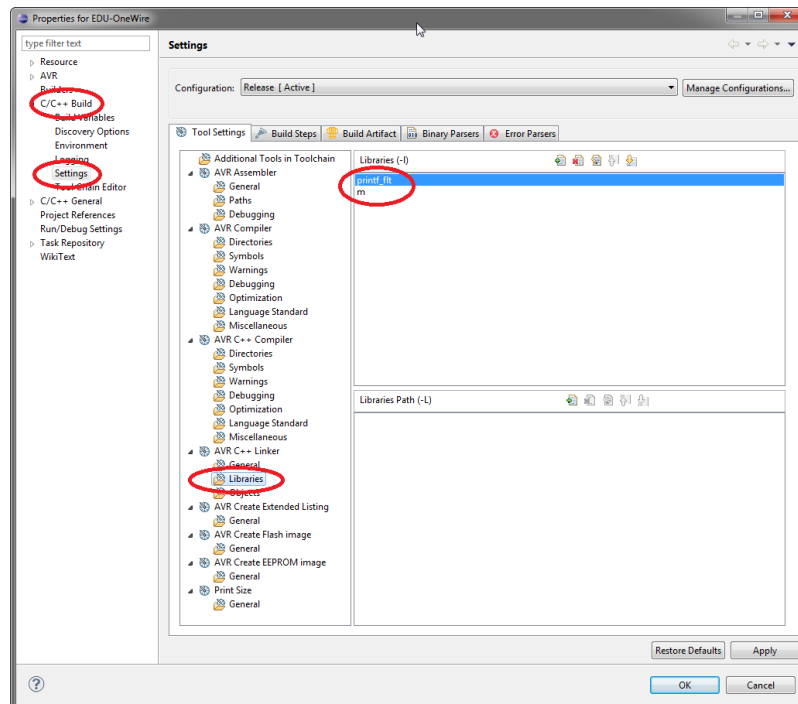 Properties for EDU-OneWire
type filter text
Resource
AVR
Builders
C/C++ Build
Build Variables
Discovery Options
Environment
Logging
Settings
Tool Chain Editor
C/C++ General
Project References
Run/Debug Settings
Task Repository
WikiText
Settings
Configuration: Release [ Active ] Manage Configurations...
Tool Settings Build Steps Build Artifact Binary Parsers Error Parsers
Additional Tools in Toolchain
AVR Assembler
General
Paths
Debugging
AVR Compiler
Directories
Symbols
Warnings
Debugging
Optimization
Language Standard
Miscellaneous
AVR C++ Compiler
Directories
Symbols
Warnings
Debugging
Optimization
Language Standard
Miscellaneous
AVR C++ Linker
General
Libraries
Objects
AVR Create Extended Listing
General
AVR Create Flash image
General
AVR Create EEPROM image
General
Print Size
General
Libraries (-l)
printf_flt
m
Libraries Path (-L)
Restore Defaults Apply
OK Cancel